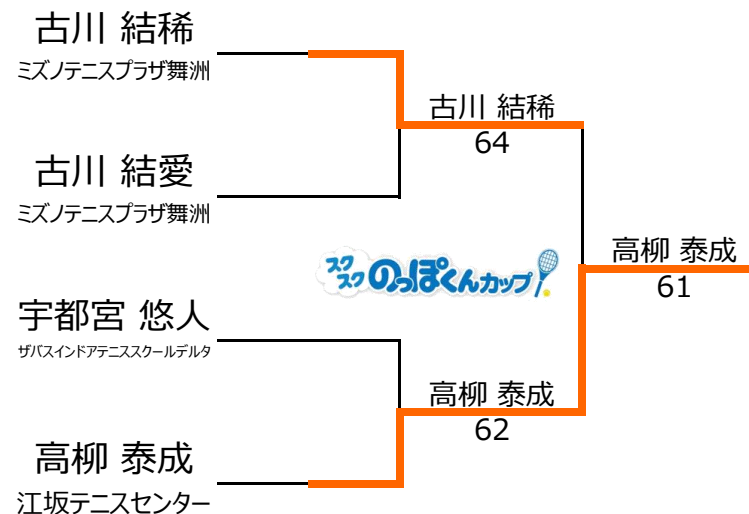 古川 結稀
ミズノテニスプラザ舞洲
古川 結稀
64
古川 結愛
ミズノテニスプラザ舞洲
スクスクのっぽくんカップ
高柳 泰成
61
宇都宮 悠人
ザバスインドアテニススクールデルタ
高柳 泰成
62
高柳 泰成
江坂テニスセンター